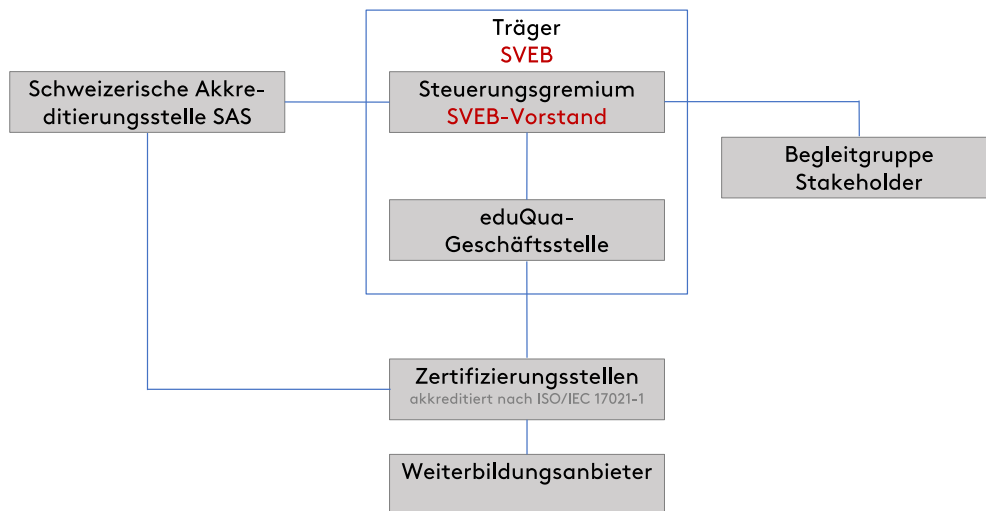 Träger
SVEB
Schweizerische Akkre-
ditierungsstelle SAS
Steuerungsgremium
SVEB-Vorstand
Begleitgruppe
Stakeholder
eduQua-
Geschäftsstelle
Zertifizierungsstellen
akkreditiert nach ISO/IEC 17021-1
Weiterbildungsanbieter